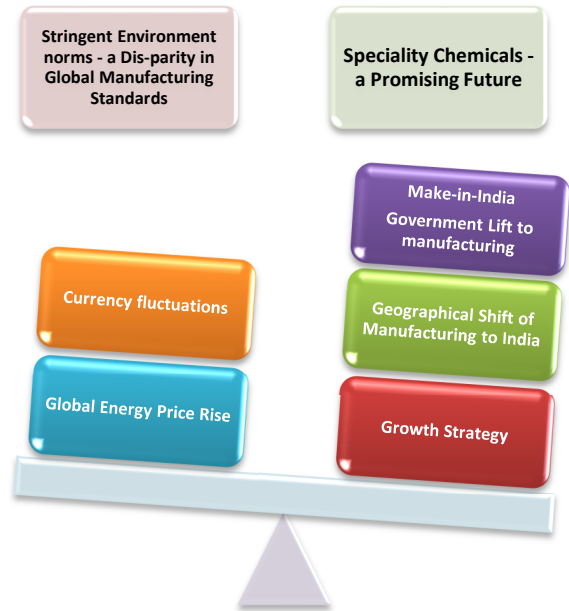 Stringent Environment
norms - a Dis-parity in
Global Manufacturing
Standards
Speciality Chemicals -
a Promising Future
Make-in-India
Government Lift to
manufacturing
Currency fluctuations
Geographical Shift of
Manufacturing to India
Global Energy Price Rise
Growth Strategy